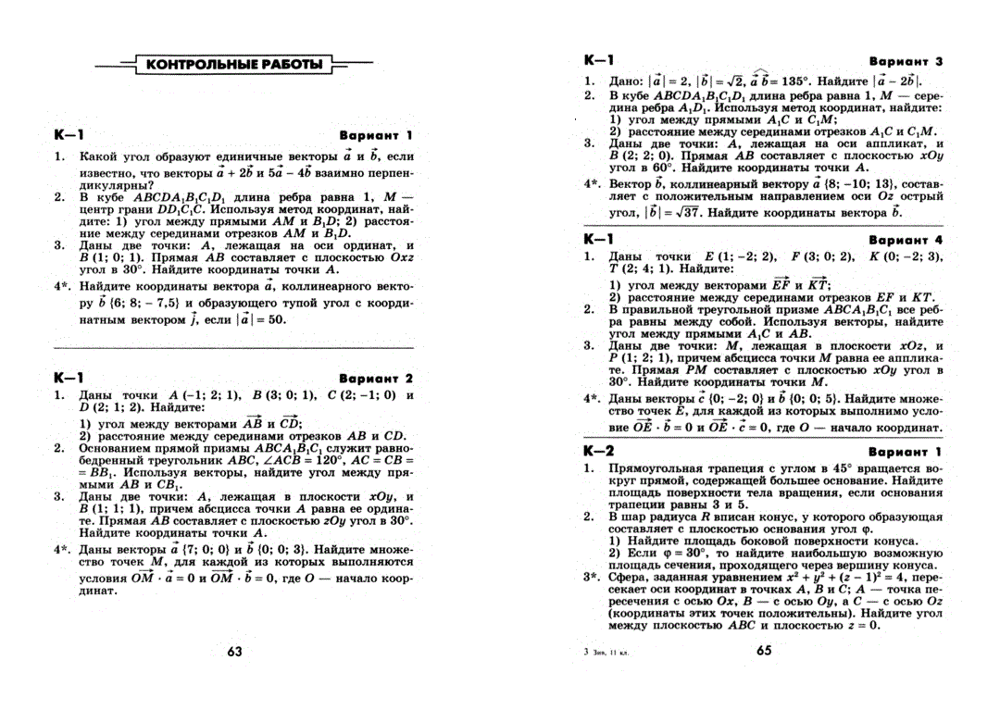 КОНТРОЛЬНЫЕ РАБОТЫ
К—1 Вариант 1
1. Какой угол образуют единичные векторы a⃗ и b⃗, если
известно, что векторы a⃗ + 2b⃗ и 5a⃗ − 4b⃗ взаимно перпен-
дикулярны?
2. В кубе ABCDA₁B₁C₁D₁ длина ребра равна 1, M —
центр грани DD₁C₁C. Используя метод координат, най-
дите: 1) угол между прямыми AM и B₁D; 2) расстоя-
ние между серединами отрезков AM и B₁D.
3. Даны две точки: A, лежащая на оси ординат, и
B (1; 0; 1). Прямая AB составляет с плоскостью Oxz
угол в 30°. Найдите координаты точки A.
4*. Найдите координаты вектора a⃗, коллинеарного векто-
ру b⃗ {6; 8; − 7,5} и образующего тупой угол с коорди-
натным вектором j⃗, если |a⃗| = 50.
К—1 Вариант 2
1. Даны точки A (−1; 2; 1), B (3; 0; 1), C (2; −1; 0) и
D (2; 1; 2). Найдите:
1) угол между векторами AB⃗ и CD⃗;
2) расстояние между серединами отрезков AB и CD.
2. Основанием прямой призмы ABCA₁B₁C₁ служит равно-
бедренный треугольник ABC, ∠ACB = 120°, AC = CB =
= BB₁. Используя векторы, найдите угол между пря-
мыми AB и CB₁.
3. Даны две точки: A, лежащая в плоскости xOy, и
B (1; 1; 1), причем абсцисса точки A равна ее ордина-
те. Прямая AB составляет с плоскостью zOy угол в 30°.
Найдите координаты точки A.
4*. Даны векторы a⃗ {7; 0; 0} и b⃗ {0; 0; 3}. Найдите множе-
ство точек M, для каждой из которых выполняются
условия OM⃗ · a⃗ = 0 и OM⃗ · b⃗ = 0, где O — начало коор-
динат.
63
К—1 Вариант 3
1. Дано: |a⃗| = 2, |b⃗| = √2, a⃗ b⃗ = 135°. Найдите |a⃗ − 2b⃗|.
2. В кубе ABCDA₁B₁C₁D₁ длина ребра равна 1, M — сере-
дина ребра A₁D₁. Используя метод координат, найдите:
1) угол между прямыми A₁C и C₁M;
2) расстояние между серединами отрезков A₁C и C₁M.
3. Даны две точки: A, лежащая на оси аппликат, и
B (2; 2; 0). Прямая AB составляет с плоскостью xOy
угол в 60°. Найдите координаты точки A.
4*. Вектор b⃗, коллинеарный вектору a⃗ {8; −10; 13}, состав-
ляет с положительным направлением оси Oz острый
угол, |b⃗| = √37. Найдите координаты вектора b⃗.
К—1 Вариант 4
1. Даны точки E (1; −2; 2), F (3; 0; 2), K (0; −2; 3),
T (2; 4; 1). Найдите:
1) угол между векторами EF⃗ и KT⃗;
2) расстояние между серединами отрезков EF и KT.
2. В правильной треугольной призме ABCA₁B₁C₁ все реб-
ра равны между собой. Используя векторы, найдите
угол между прямыми A₁C и AB.
3. Даны две точки: M, лежащая в плоскости xOz, и
P (1; 2; 1), причем абсцисса точки M равна ее апплика-
те. Прямая PM составляет с плоскостью xOy угол в
30°. Найдите координаты точки M.
4*. Даны векторы c⃗ {0; −2; 0} и b⃗ {0; 0; 5}. Найдите множе-
ство точек E, для каждой из которых выполнимо усло-
вие OE⃗ · b⃗ = 0 и OE⃗ · c⃗ = 0, где O — начало координат.
К—2 Вариант 1
1. Прямоугольная трапеция с углом в 45° вращается во-
круг прямой, содержащей большее основание. Найдите
площадь поверхности тела вращения, если основания
трапеции равны 3 и 5.
2. В шар радиуса R вписан конус, у которого образующая
составляет с плоскостью основания угол φ.
1) Найдите площадь боковой поверхности конуса.
2) Если φ = 30°, то найдите наибольшую возможную
площадь сечения, проходящего через вершину конуса.
3*. Сфера, заданная уравнением x² + y² + (z − 1)² = 4, пере-
секает оси координат в точках A, B и C; A — точка пе-
ресечения с осью Ox, B — с осью Oy, а C — с осью Oz
(координаты этих точек положительны). Найдите угол
между плоскостью ABC и плоскостью z = 0.
3 Зив, 11 кл.
65